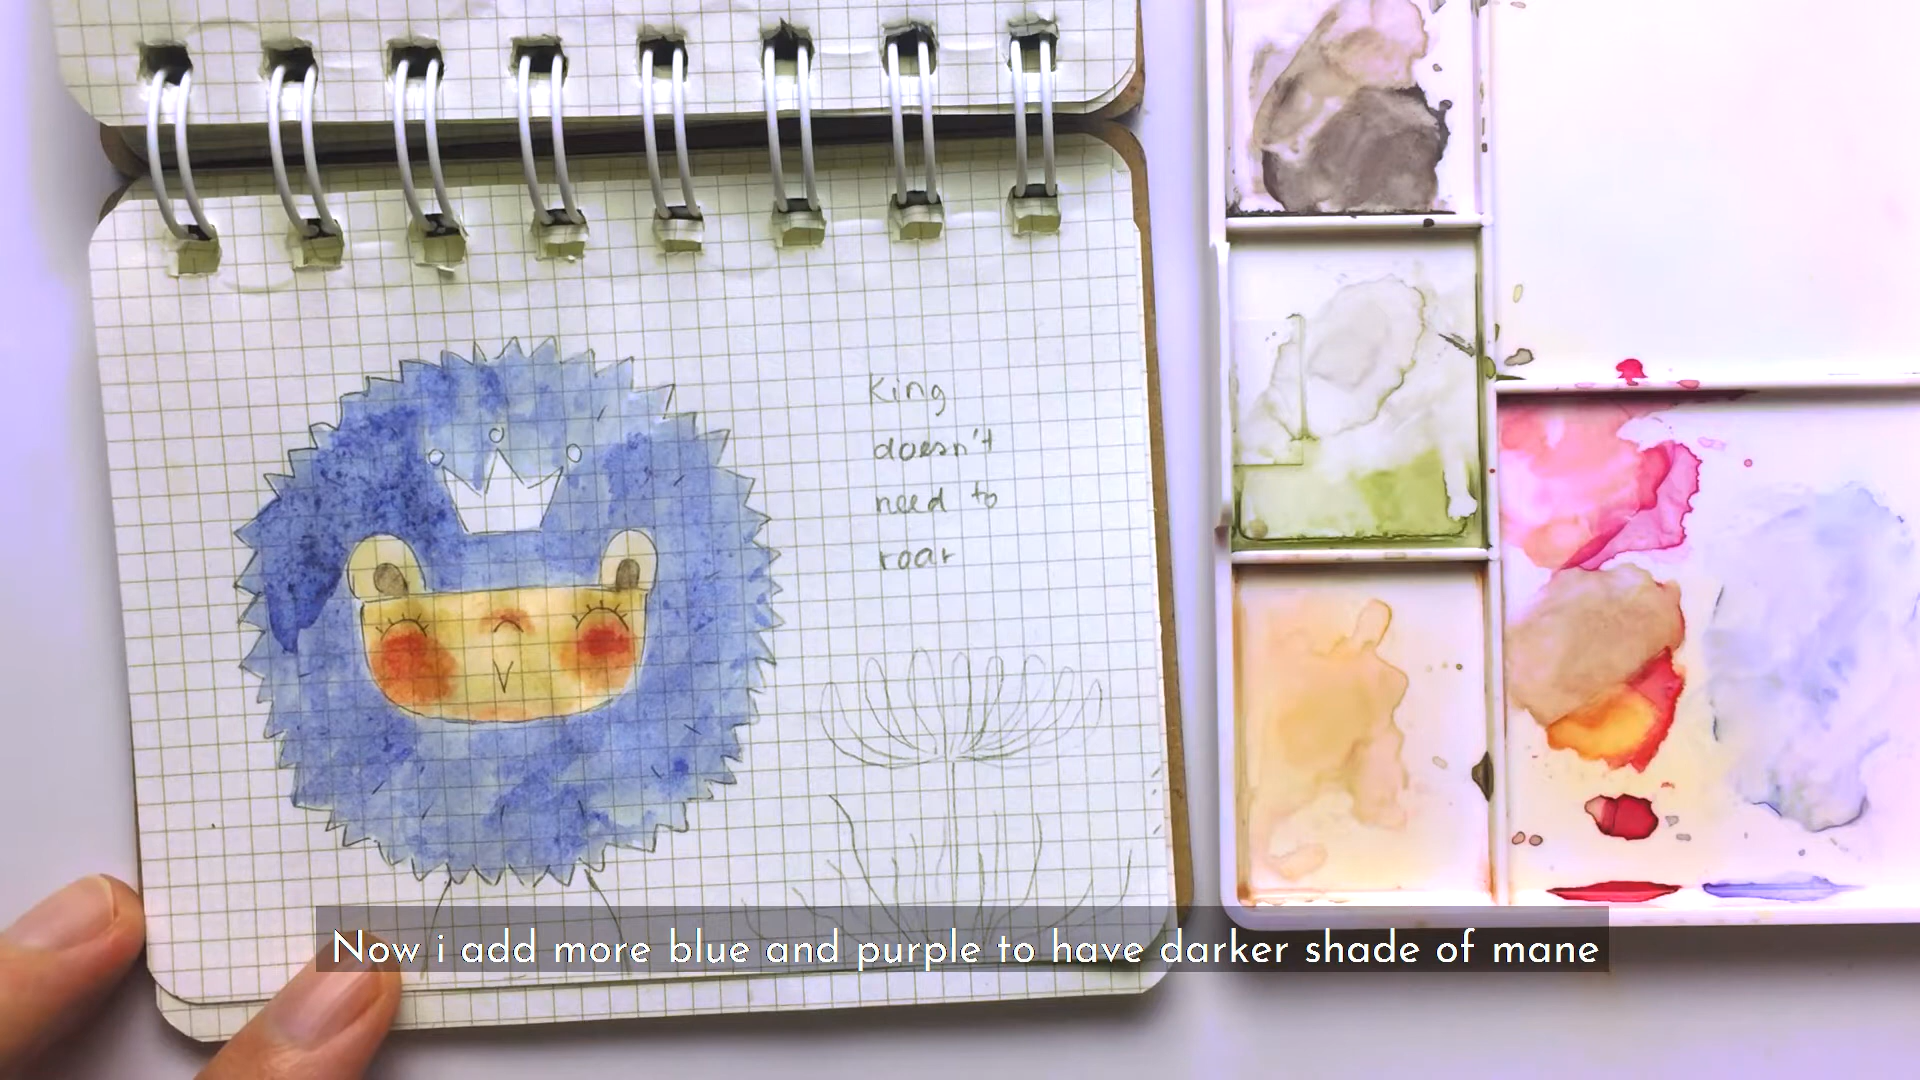 King
doesn't
need to
roar
Now i add more blue and purple to have darker shade of mane